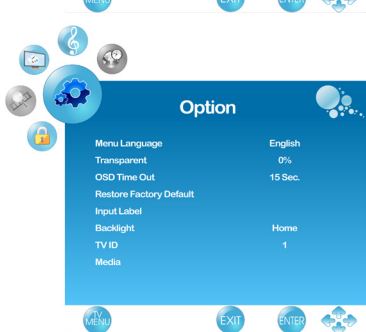 MENU EXIT ENTER
Option
Menu Language English
Transparent 0%
OSD Time Out 15 Sec.
Restore Factory Default
Input Label
Backlight Home
TV ID 1
Media
TV MENU EXIT ENTER